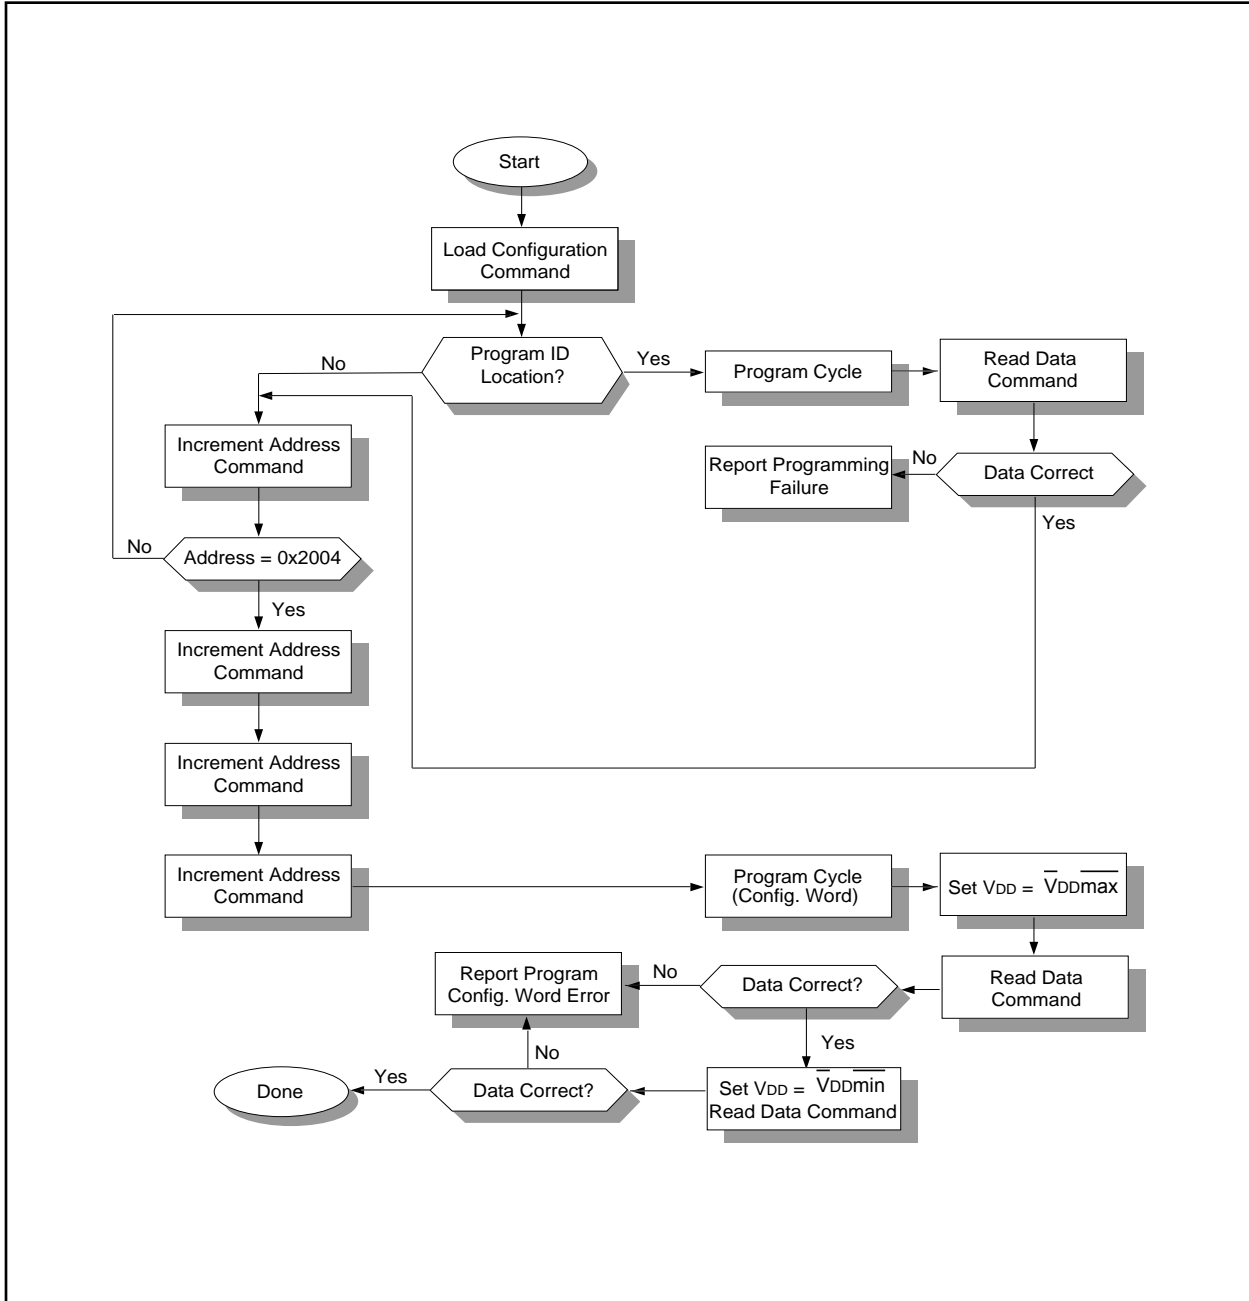 Start
Load Configuration
Command
Program ID
Location?
No
Yes
Program Cycle
Read Data
Command
Increment Address
Command
Report Programming
Failure
No
Data Correct
Yes
No
Address = 0x2004
Yes
Increment Address
Command
Increment Address
Command
Increment Address
Command
Program Cycle
(Config. Word)
Set VDD = VDDmax
Read Data
Command
Data Correct?
No
Report Program
Config. Word Error
Yes
No
Set VDD = VDDmin
Read Data Command
Data Correct?
Yes
Done